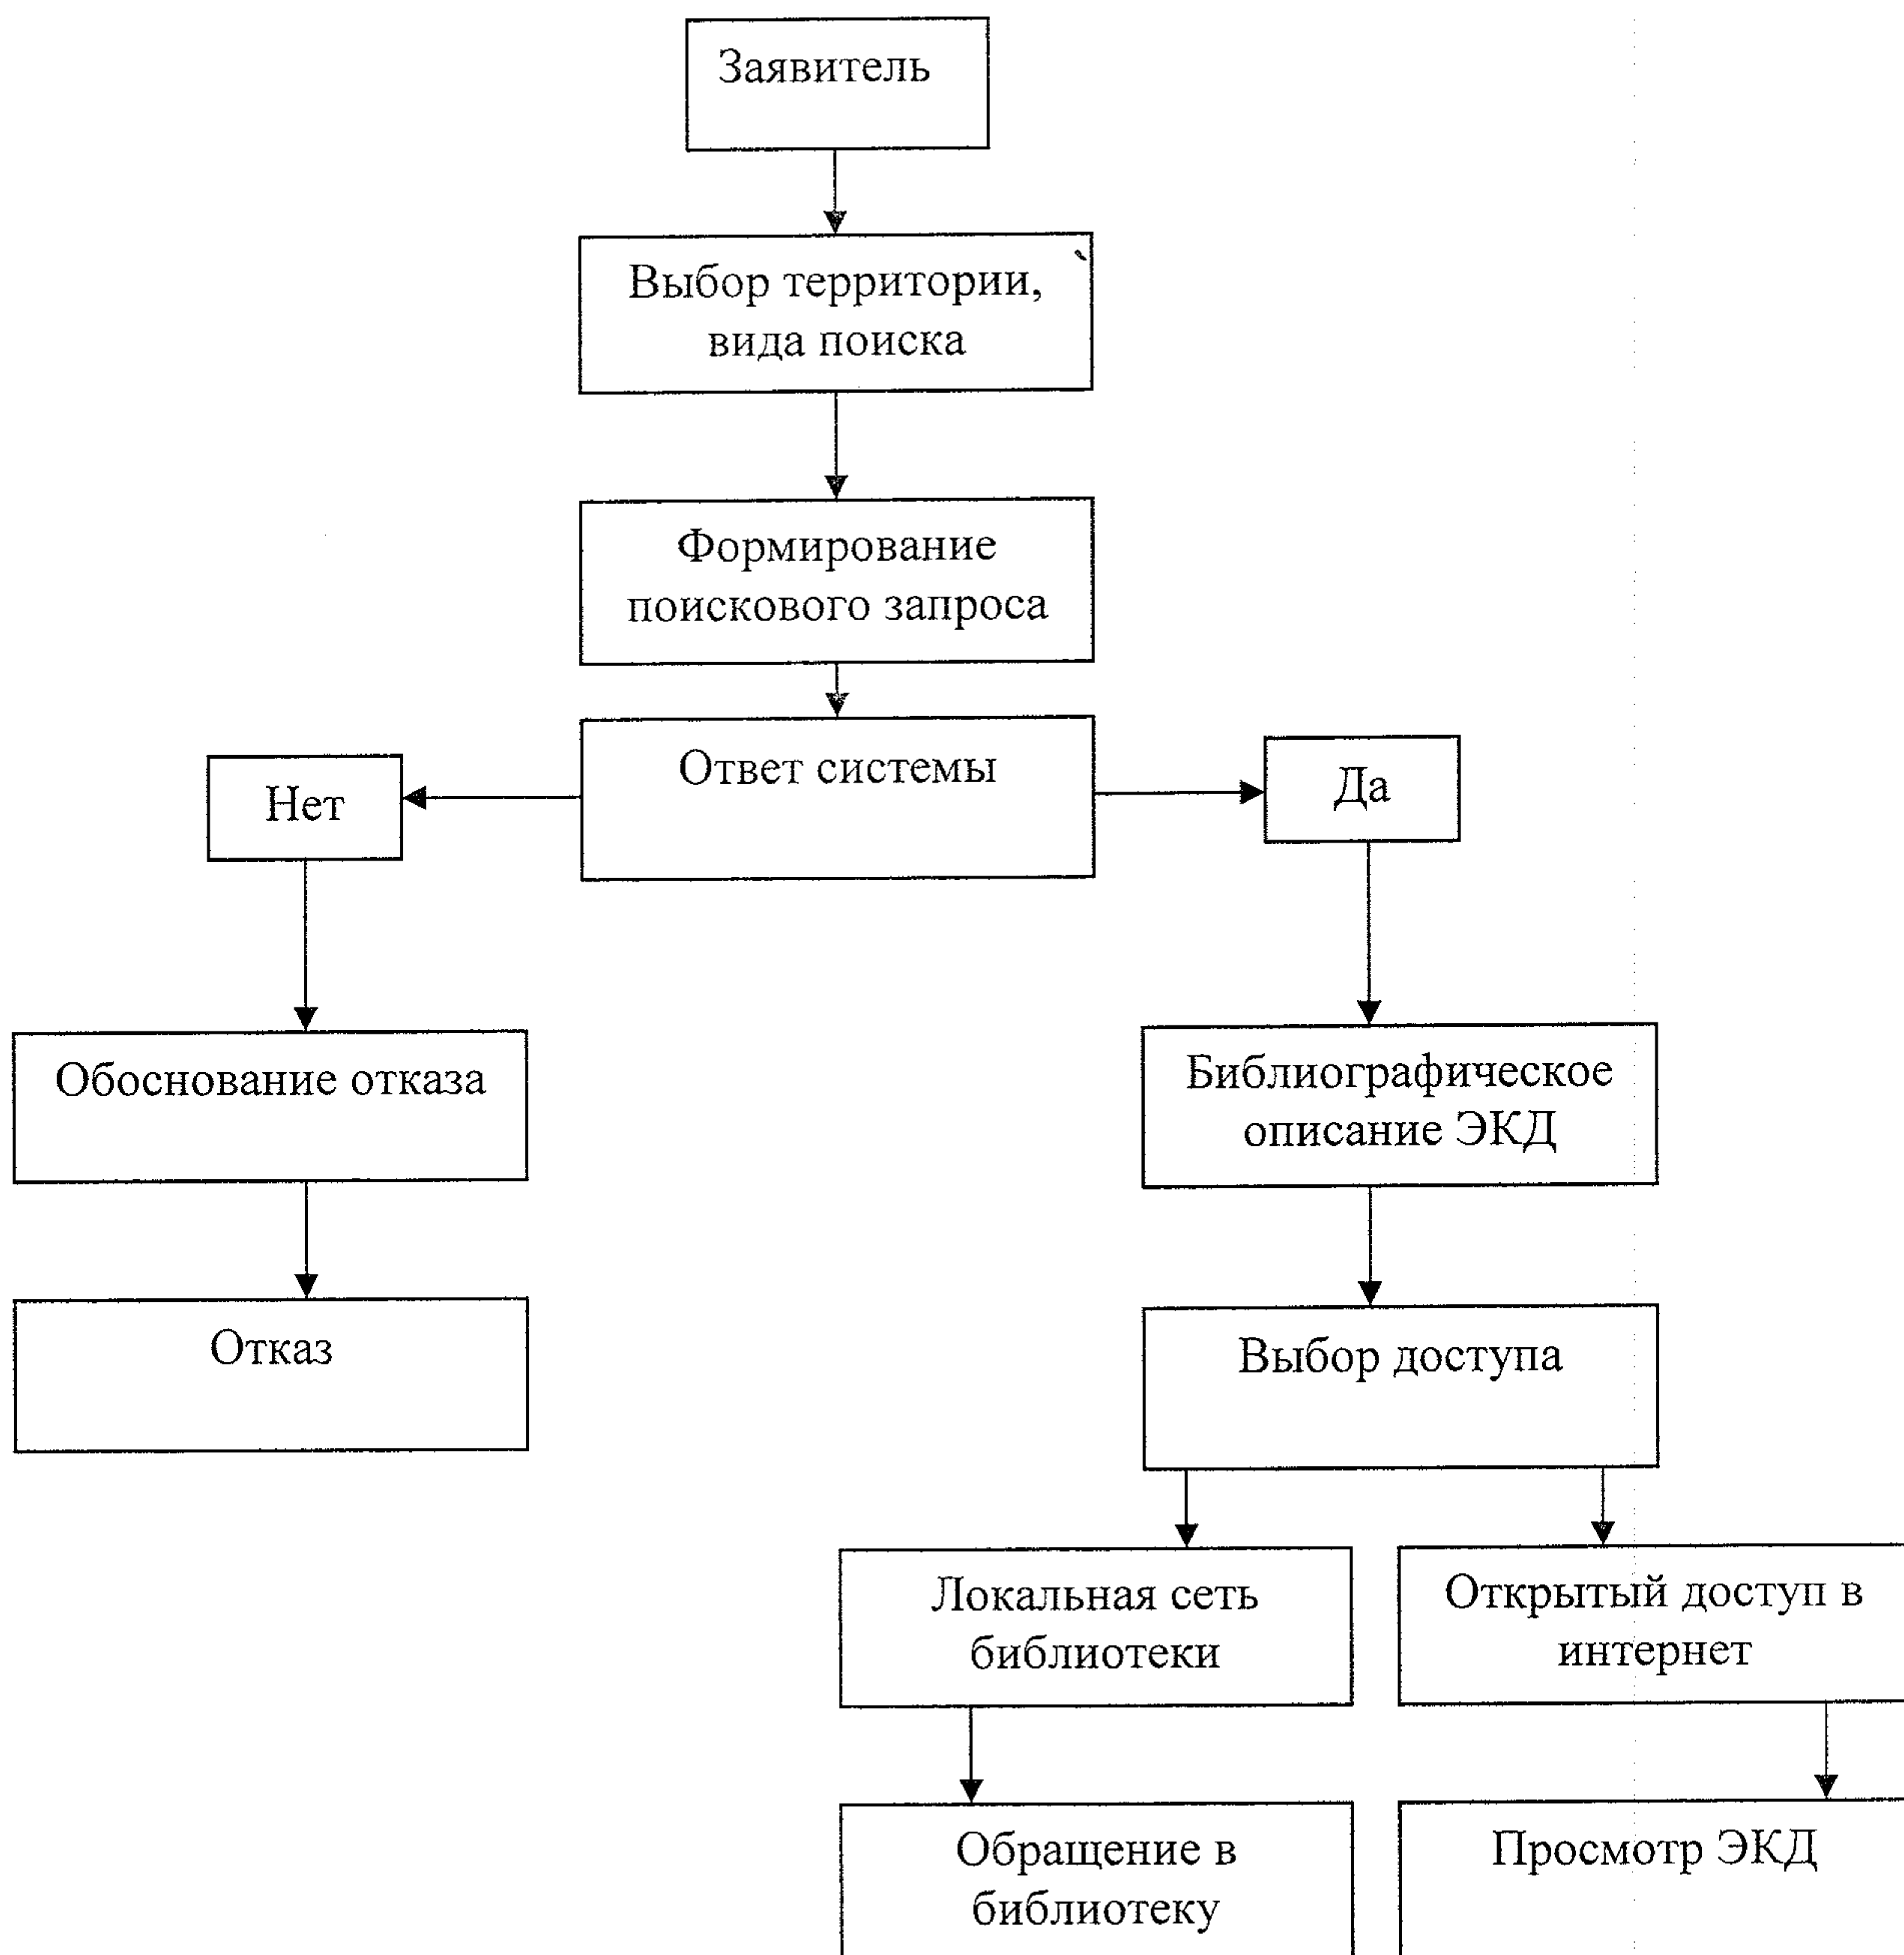 Заявитель
Выбор территории,
вида поиска
Формирование
поискового запроса
Ответ системы
Нет
Да
Обоснование отказа
Библиографическое
описание ЭКД
Отказ
Выбор доступа
Локальная сеть
библиотеки
Открытый доступ в
интернет
Обращение в
библиотеку
Просмотр ЭКД